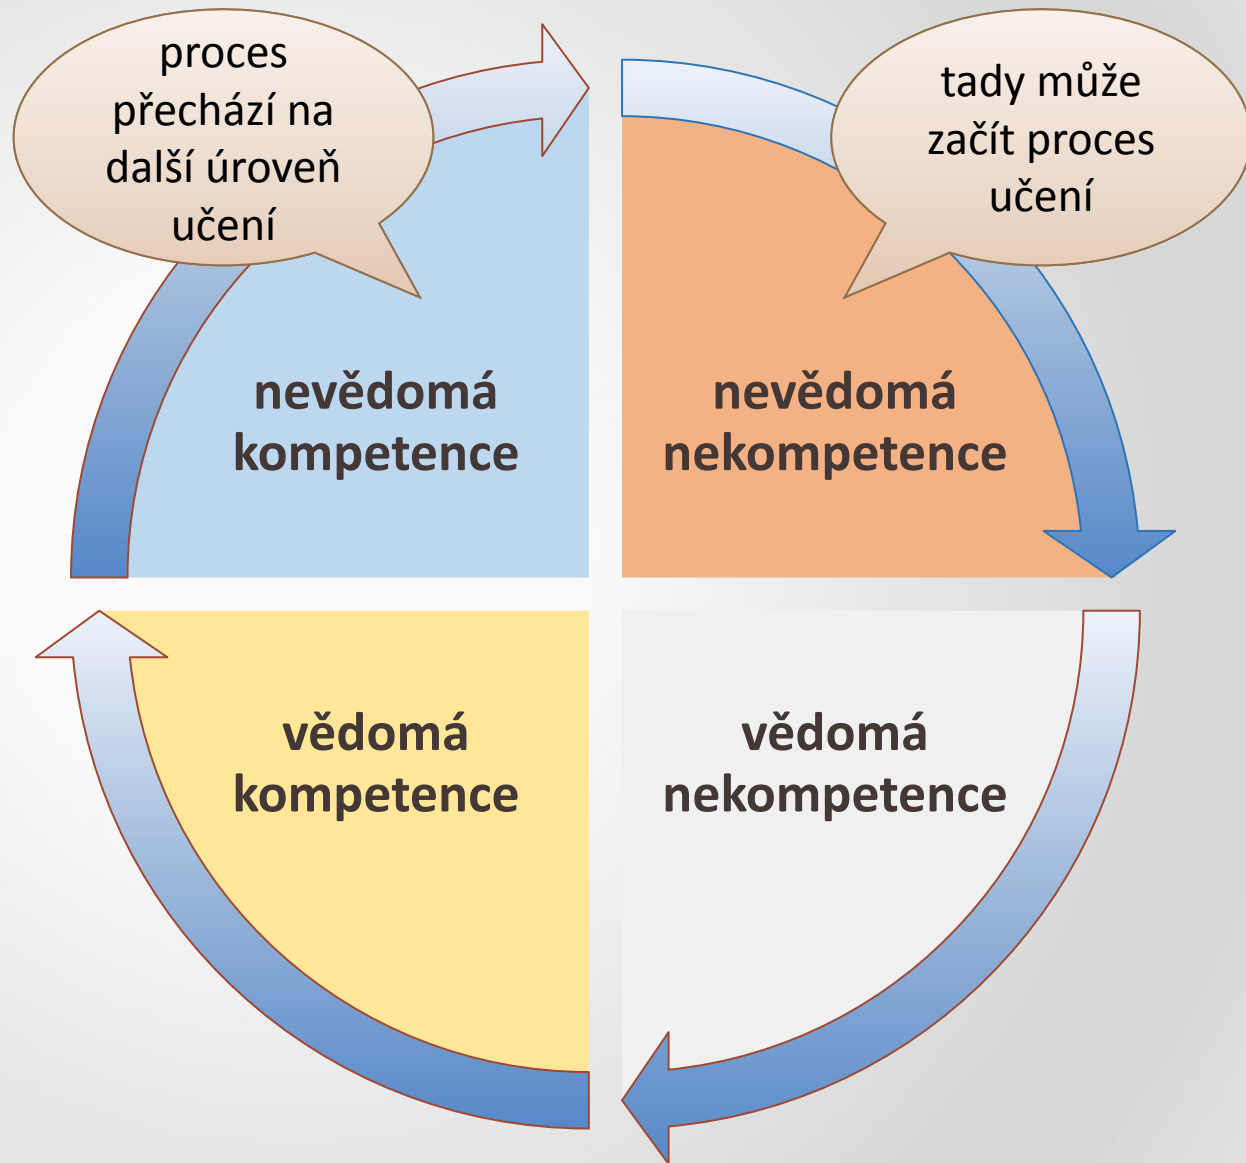 proces
přechází na
další úroveň
učení
tady může
začít proces
učení
nevědomá
kompetence
nevědomá
nekompetence
vědomá
kompetence
vědomá
nekompetence